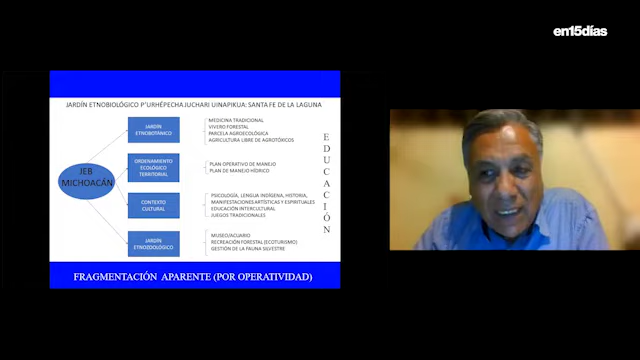 en15días
JARDÍN ETNOBIOLÓGICO P'URHÉPECHA JUCHARI UINAPIKUA: SANTA FE DE LA LAGUNA
JEB
MICHOACÁN
JARDÍN
ETNOBOTÁNICO
MEDICINA TRADICIONAL
VIVERO FORESTAL
PARCELA AGROECOLÓGICA
AGRICULTURA LIBRE DE AGROTÓXICOS
ORDENAMIENTO
ECOLÓGICO
TERRITORIAL
PLAN OPERATIVO DE MANEJO
PLAN DE MANEJO HÍDRICO
CONTEXTO
CULTURAL
PSICOLOGÍA, LENGUA INDÍGENA, HISTORIA,
MANIFESTACIONES ARTÍSTICAS Y ESPIRITUALES
EDUCACIÓN INTERCULTURAL
JUEGOS TRADICIONALES
JARDÍN
ETNOZOOLÓGICO
MUSEO/ACUARIO
RECREACIÓN FORESTAL (ECOTURISMO)
GESTIÓN DE LA FAUNA SILVESTRE
EDUCACIÓN
FRAGMENTACIÓN APARENTE (POR OPERATIVIDAD)